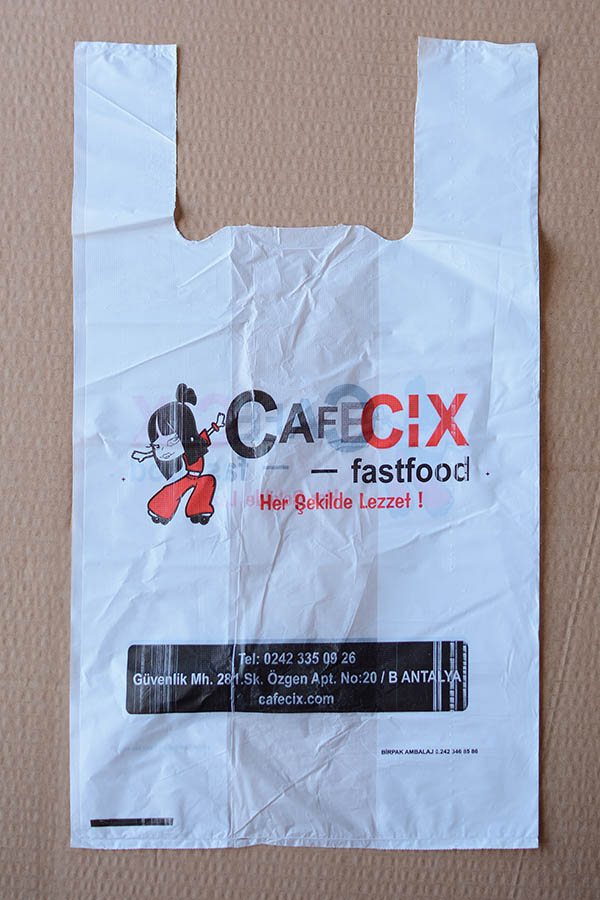 CAFECIX
fastfood
Her Şekilde Lezzet !
Tel: 0242 335 09 26
Güvenlik Mh. 281.Sk. Özgen Apt. No:20 / B ANTALYA
cafecix.com
BİRPAK AMBALAJ 0.242 346 85 86